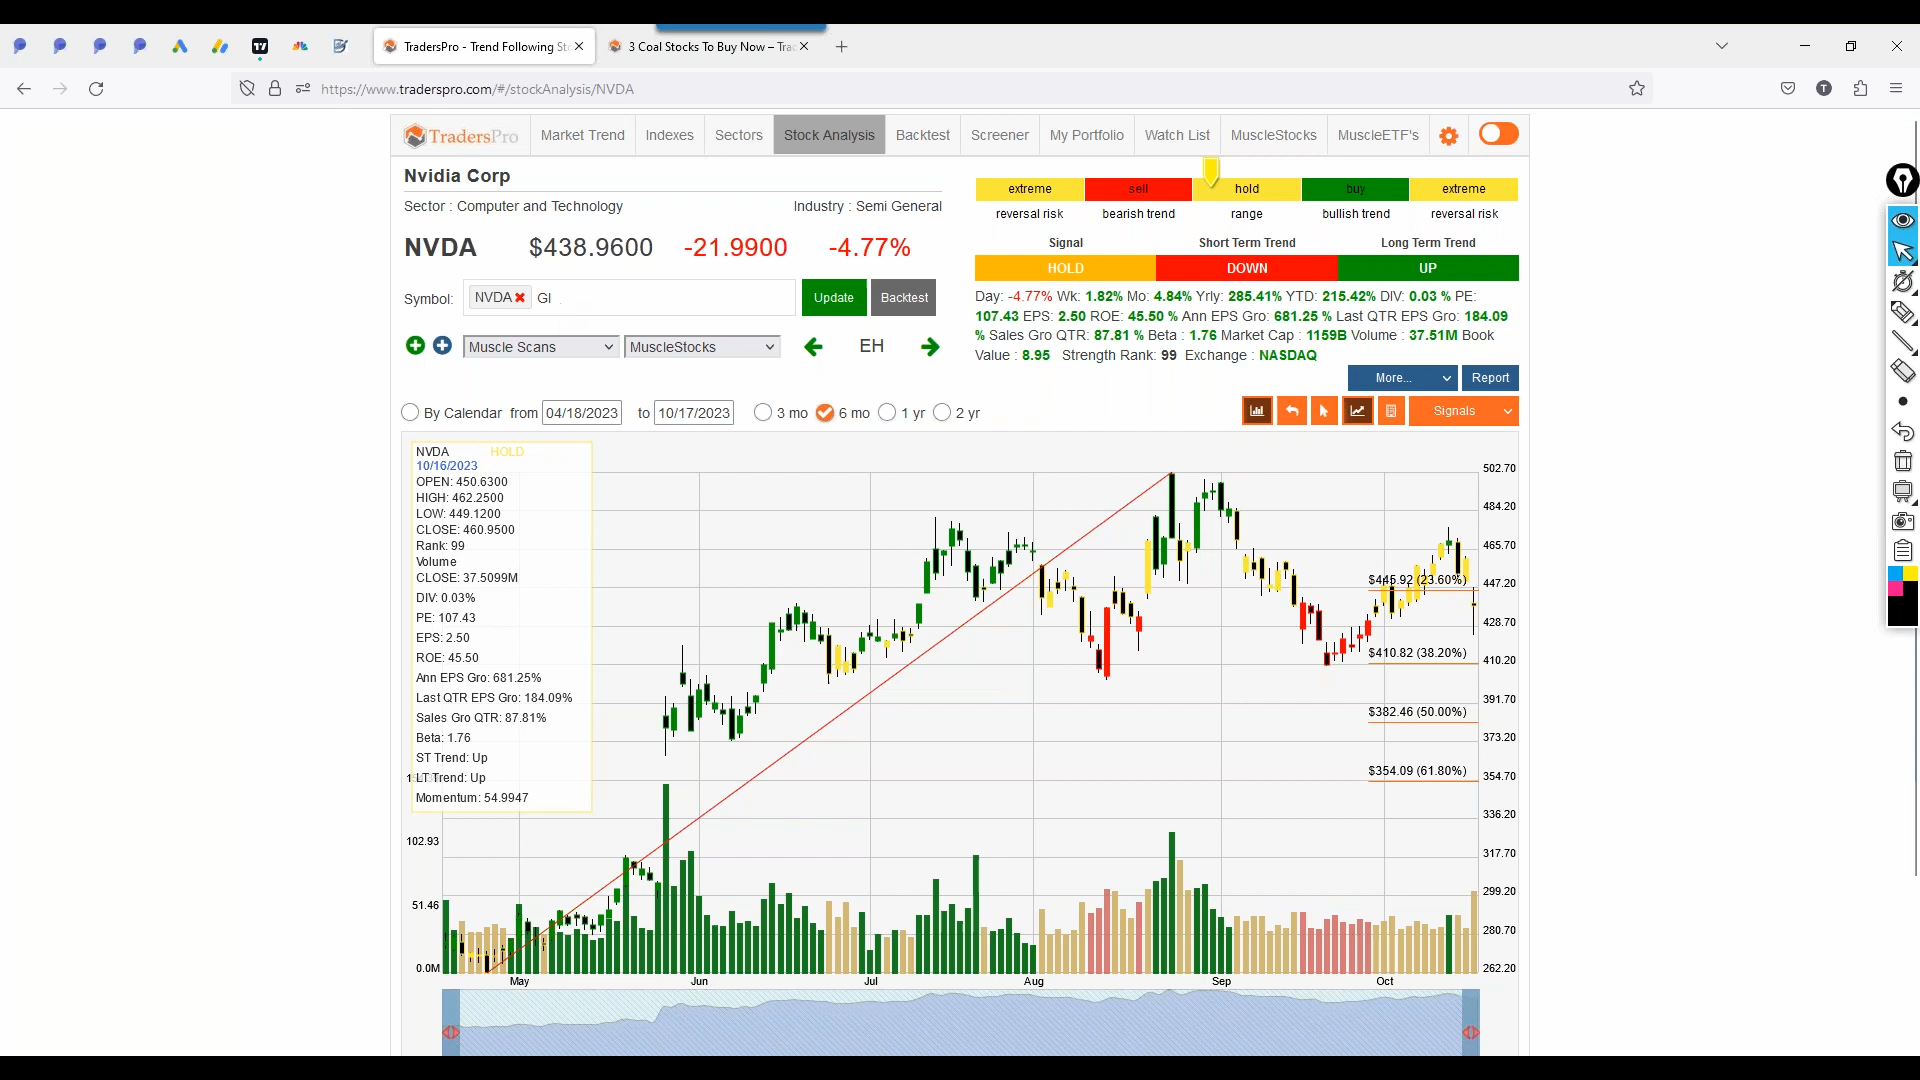 TradersPro - Trend Following St
3 Coal Stocks To Buy Now – Trad
https://www.traderspro.com/#/stockAnalysis/NVDA
T
TradersPro
Market Trend
Indexes
Sectors
Stock Analysis
Backtest
Screener
My Portfolio
Watch List
MuscleStocks
MuscleETF's
Nvidia Corp
Sector : Computer and Technology
Industry : Semi General
NVDA $438.9600 -21.9900 -4.77%
Symbol: NVDA GI Update Backtest
Muscle Scans MuscleStocks EH
extreme sell hold buy extreme
reversal risk bearish trend range bullish trend reversal risk
Signal Short Term Trend Long Term Trend
HOLD DOWN UP
Day: -4.77% Wk: 1.82% Mo: 4.84% Yrly: 285.41% YTD: 215.42% DIV: 0.03 % PE:
107.43 EPS: 2.50 ROE: 45.50 % Ann EPS Gro: 681.25 % Last QTR EPS Gro: 184.09
% Sales Gro QTR: 87.81 % Beta : 1.76 Market Cap : 1159B Volume : 37.51M Book
Value : 8.95 Strength Rank: 99 Exchange : NASDAQ
More... Report
By Calendar from 04/18/2023 to 10/17/2023 3 mo 6 mo 1 yr 2 yr
Signals
NVDA HOLD
10/16/2023
OPEN: 450.6300
HIGH: 462.2500
LOW: 449.1200
CLOSE: 460.9500
Rank: 99
Volume
CLOSE: 37.5099M
DIV: 0.03%
PE: 107.43
EPS: 2.50
ROE: 45.50
Ann EPS Gro: 681.25%
Last QTR EPS Gro: 184.09%
Sales Gro QTR: 87.81%
Beta: 1.76
ST Trend: Up
LT Trend: Up
Momentum: 54.9947
$445.92 (23.60%)
$410.82 (38.20%)
$382.46 (50.00%)
$354.09 (61.80%)
502.70
484.20
465.70
447.20
428.70
410.20
391.70
373.20
354.70
336.20
317.70
299.20
280.70
262.20
102.93
51.46
0.0M
May Jun Jul Aug Sep Oct